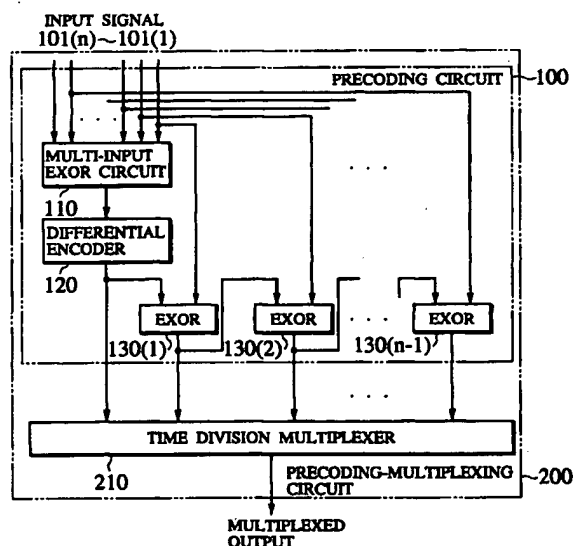 INPUT SIGNAL
101(n)~101(1)
PRECODING CIRCUIT
100
. . .
MULTI-INPUT
EXOR CIRCUIT
110
. . .
DIFFERENTIAL
ENCODER
120
EXOR
EXOR
. . .
EXOR
130(1)
130(2)
130(n-1)
. . .
TIME DIVISION MULTIPLEXER
210
PRECODING-MULTIPLEXING
CIRCUIT
200
MULTIPLEXED
OUTPUT